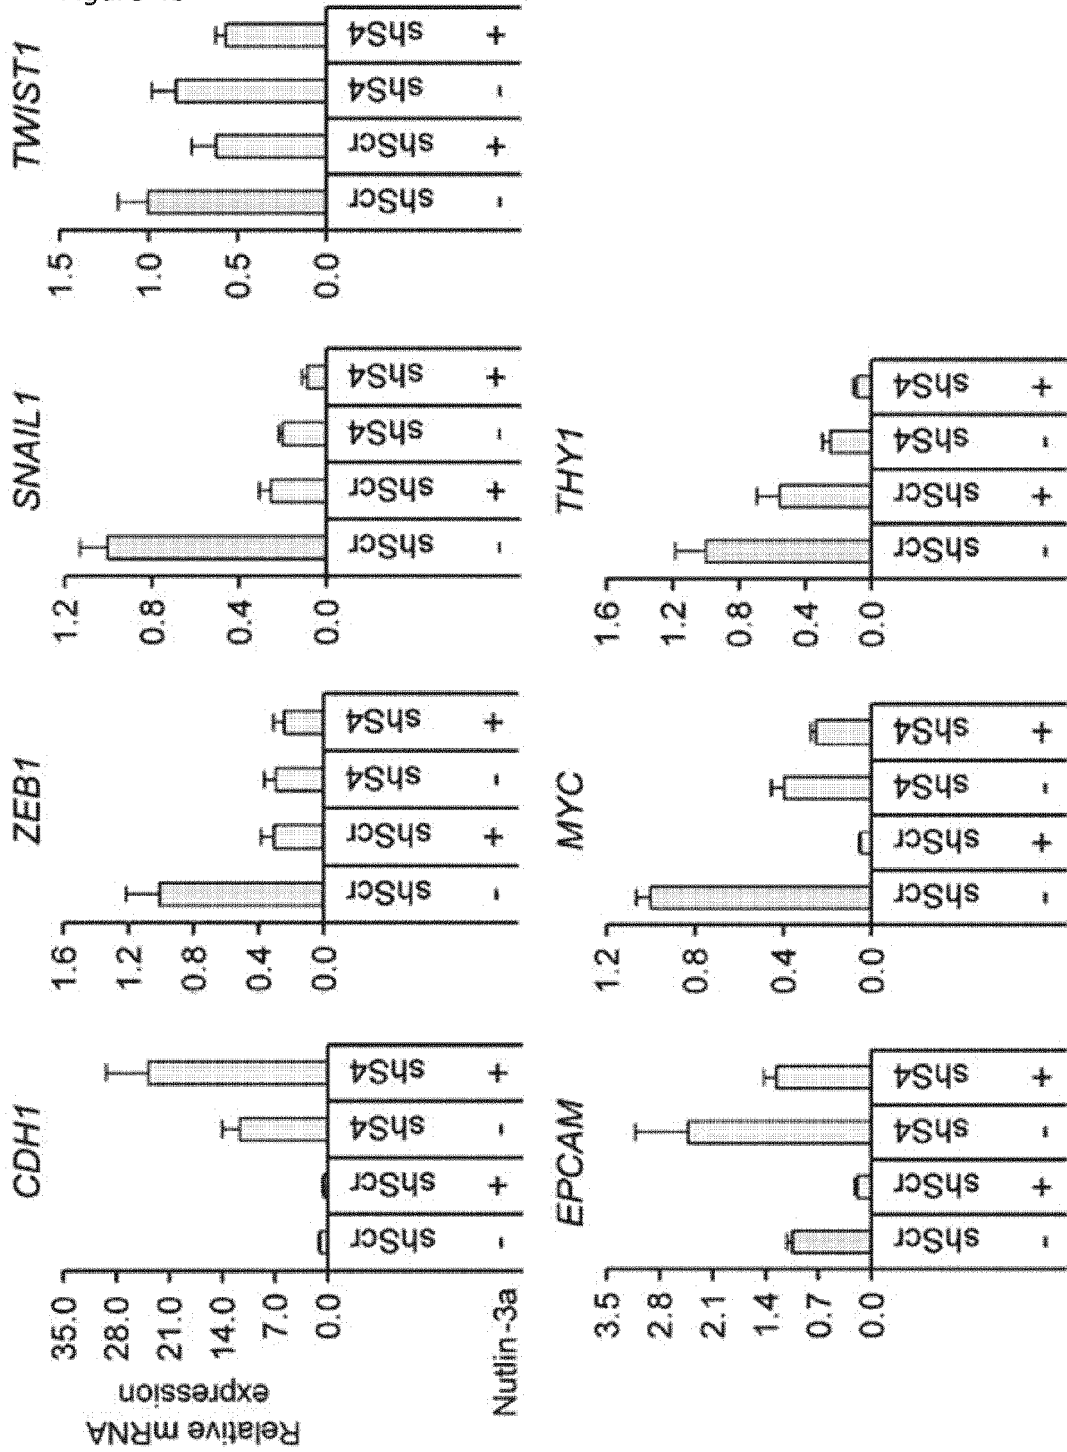 CDH1
ZEB1
SNAIL1
TWIST1
Relative mRNA
expression
35.0
28.0
21.0
14.0
7.0
0.0
1.6
1.2
0.8
0.4
0.0
1.2
0.8
0.4
0.0
1.5
1.0
0.5
0.0
shScr shScr shS4 shS4
shScr shScr shS4 shS4
shScr shScr shS4 shS4
shScr shScr shS4 shS4
Nutlin-3a - + - +
- + - +
- + - +
- + - +
EPCAM
MYC
THY1
3.5
2.8
2.1
1.4
0.7
0.0
1.2
0.8
0.4
0.0
1.6
1.2
0.8
0.4
0.0
shScr shScr shS4 shS4
shScr shScr shS4 shS4
shScr shScr shS4 shS4
- + - +
- + - +
- + - +